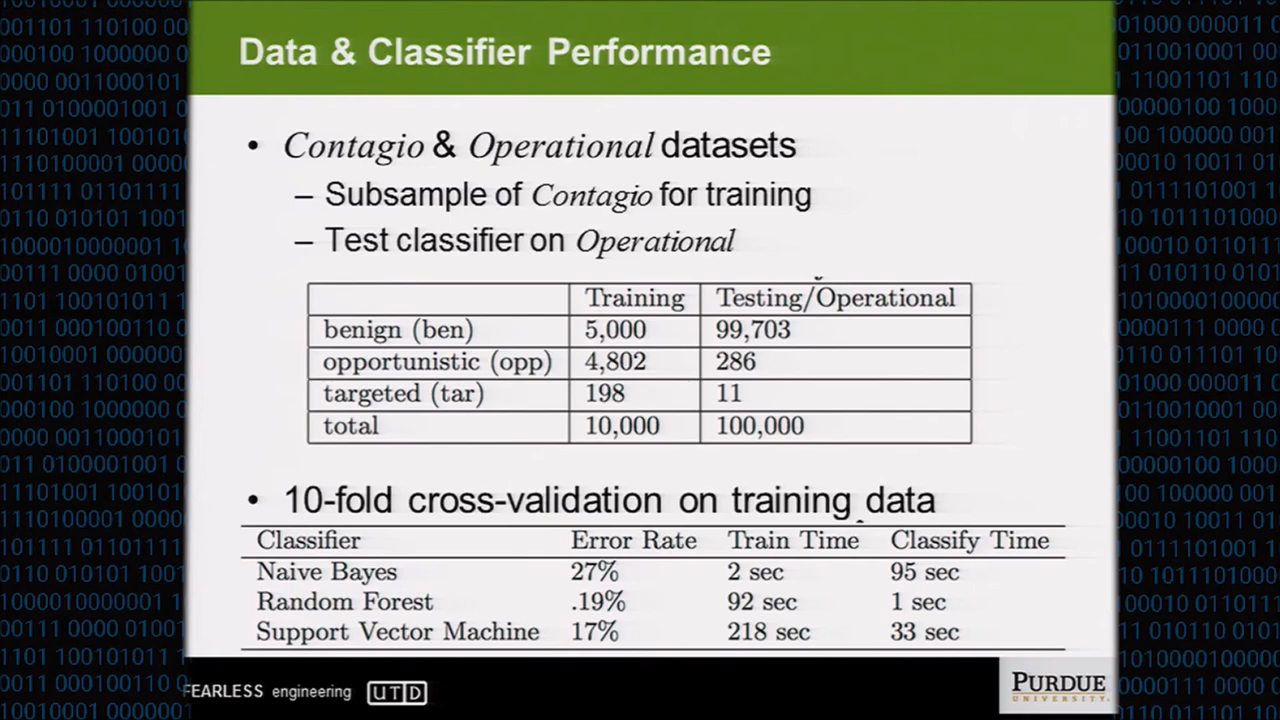 Data & Classifier Performance
• Contagio & Operational datasets
– Subsample of Contagio for training
– Test classifier on Operational
Training Testing/Operational
benign (ben) 5,000 99,703
opportunistic (opp) 4,802 286
targeted (tar) 198 11
total 10,000 100,000
• 10-fold cross-validation on training data
Classifier Error Rate Train Time Classify Time
Naive Bayes 27% 2 sec 95 sec
Random Forest .19% 92 sec 1 sec
Support Vector Machine 17% 218 sec 33 sec
FEARLESS engineering UTD
PURDUE
UNIVERSITY